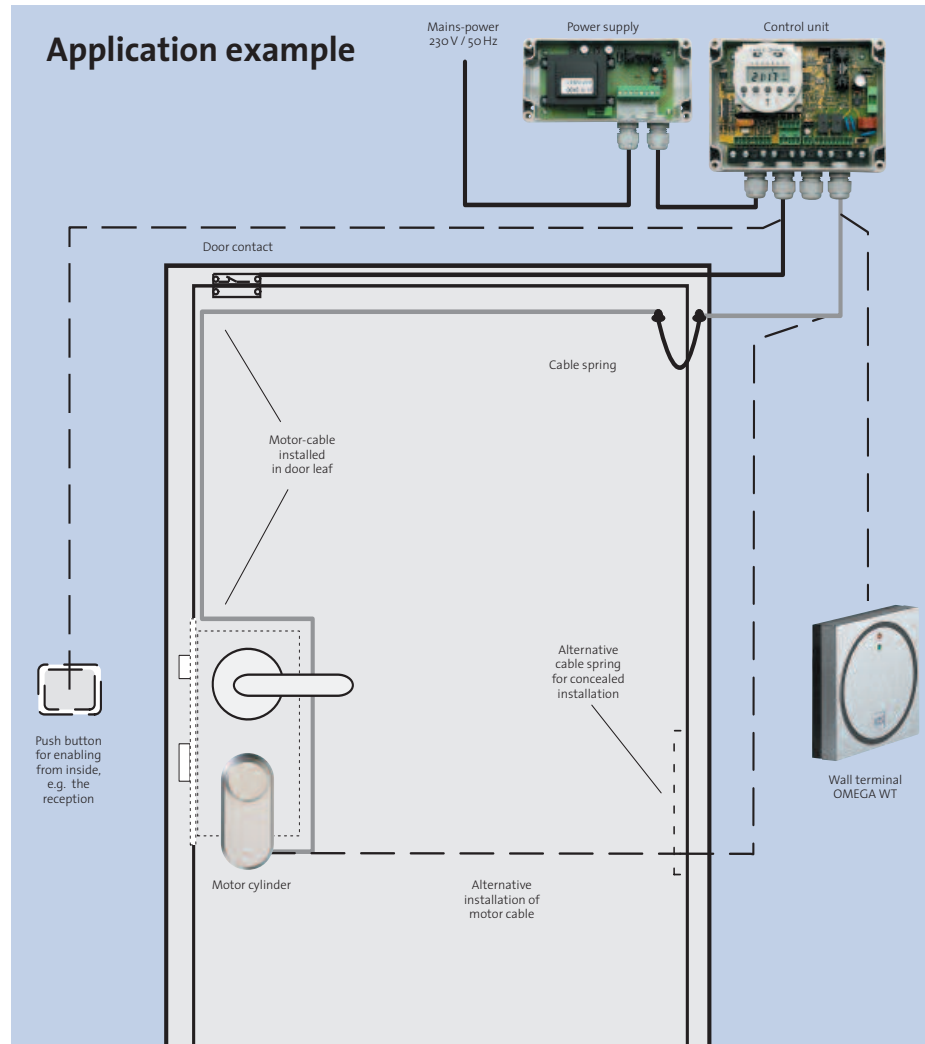 Application example
Mains-power
230 V / 50 Hz
Power supply
Control unit
Door contact
Cable spring
Motor-cable
installed
in door leaf
Alternative
cable spring
for concealed
installation
Push button
for enabling
from inside,
e.g. the
reception
Wall terminal
OMEGA WT
Motor cylinder
Alternative
installation of
motor cable